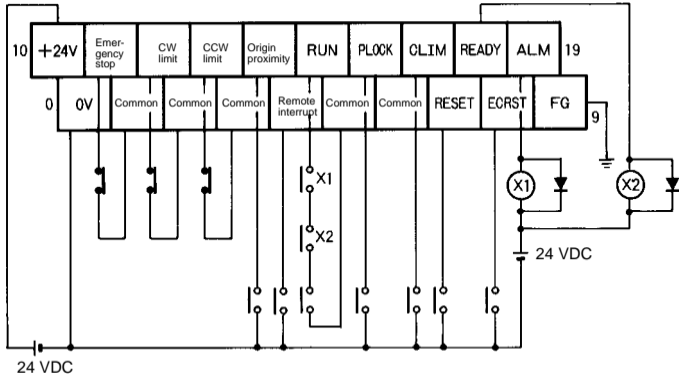 10 +24V Emer-gency stop CW limit CCW limit Origin proximity RUN PLOCK CLIM READY ALM 19
0 0V Common Common Common Remote interrupt Common Common RESET ECRST FG 9
X1
X2
X1
X2
24 VDC
24 VDC